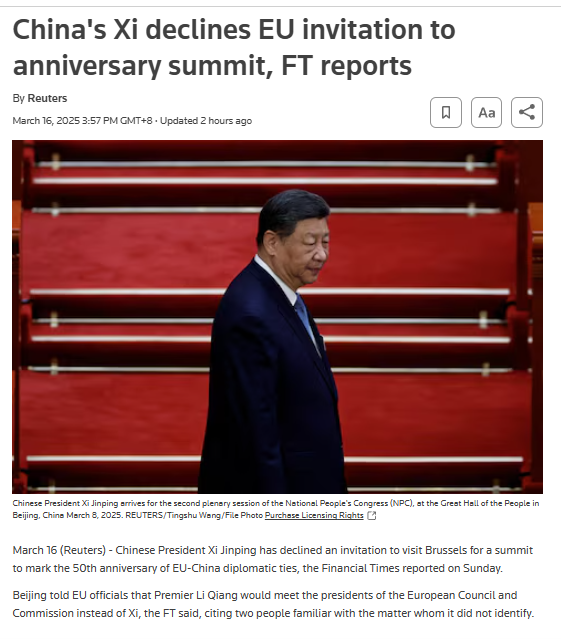 China's Xi declines EU invitation to
anniversary summit, FT reports
By Reuters
March 16, 2025 3:57 PM GMT+8 · Updated 2 hours ago
Aa
Chinese President Xi Jinping arrives for the second plenary session of the National People's Congress (NPC), at the Great Hall of the People in
Beijing, China March 8, 2025. REUTERS/Tingshu Wang/File Photo Purchase Licensing Rights
March 16 (Reuters) - Chinese President Xi Jinping has declined an invitation to visit Brussels for a summit
to mark the 50th anniversary of EU-China diplomatic ties, the Financial Times reported on Sunday.
Beijing told EU officials that Premier Li Qiang would meet the presidents of the European Council and
Commission instead of Xi, the FT said, citing two people familiar with the matter whom it did not identify.